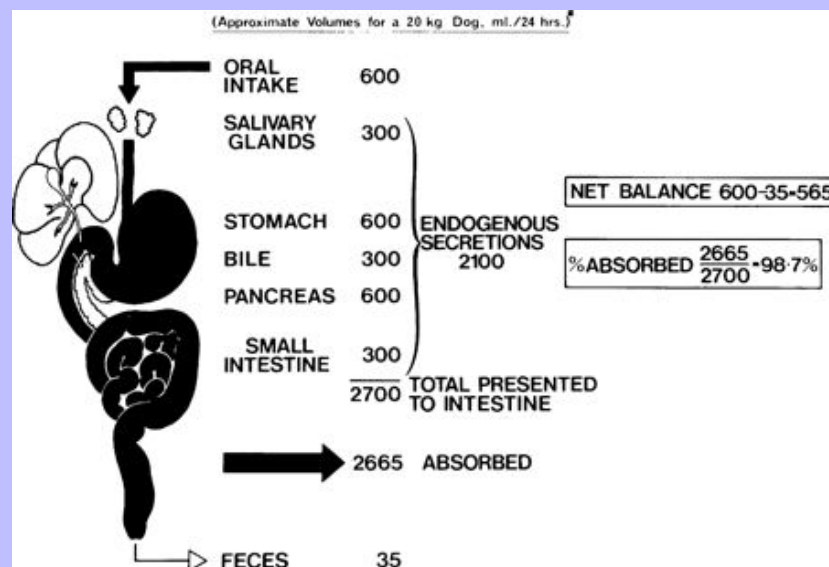 (Approximate Volumes for a 20 kg Dog, ml./24 hrs.)
ORAL INTAKE 600
SALIVARY GLANDS 300
STOMACH 600
BILE 300
PANCREAS 600
SMALL INTESTINE 300
ENDOGENOUS SECRETIONS 2100
2700 TOTAL PRESENTED TO INTESTINE
2665 ABSORBED
FECES 35
NET BALANCE 600-35=565
%ABSORBED 2665/2700=98·7%